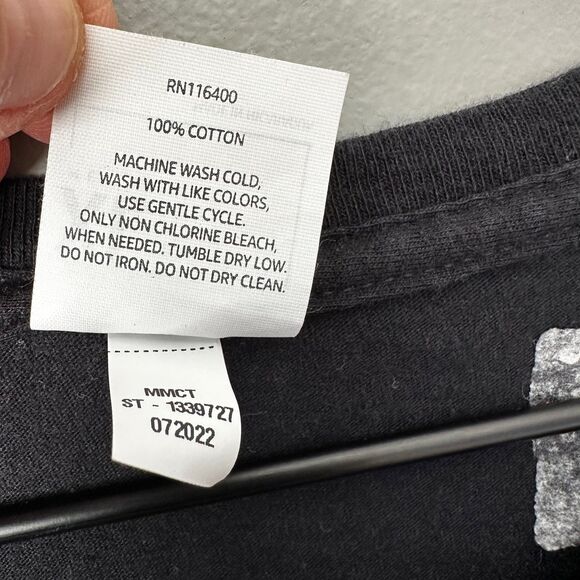 RN116400
100% COTTON
MACHINE WASH COLD,
WASH WITH LIKE COLORS,
USE GENTLE CYCLE.
ONLY NON CHLORINE BLEACH,
WHEN NEEDED. TUMBLE DRY LOW.
DO NOT IRON. DO NOT DRY CLEAN.
MMCT
ST - 1339727
072022